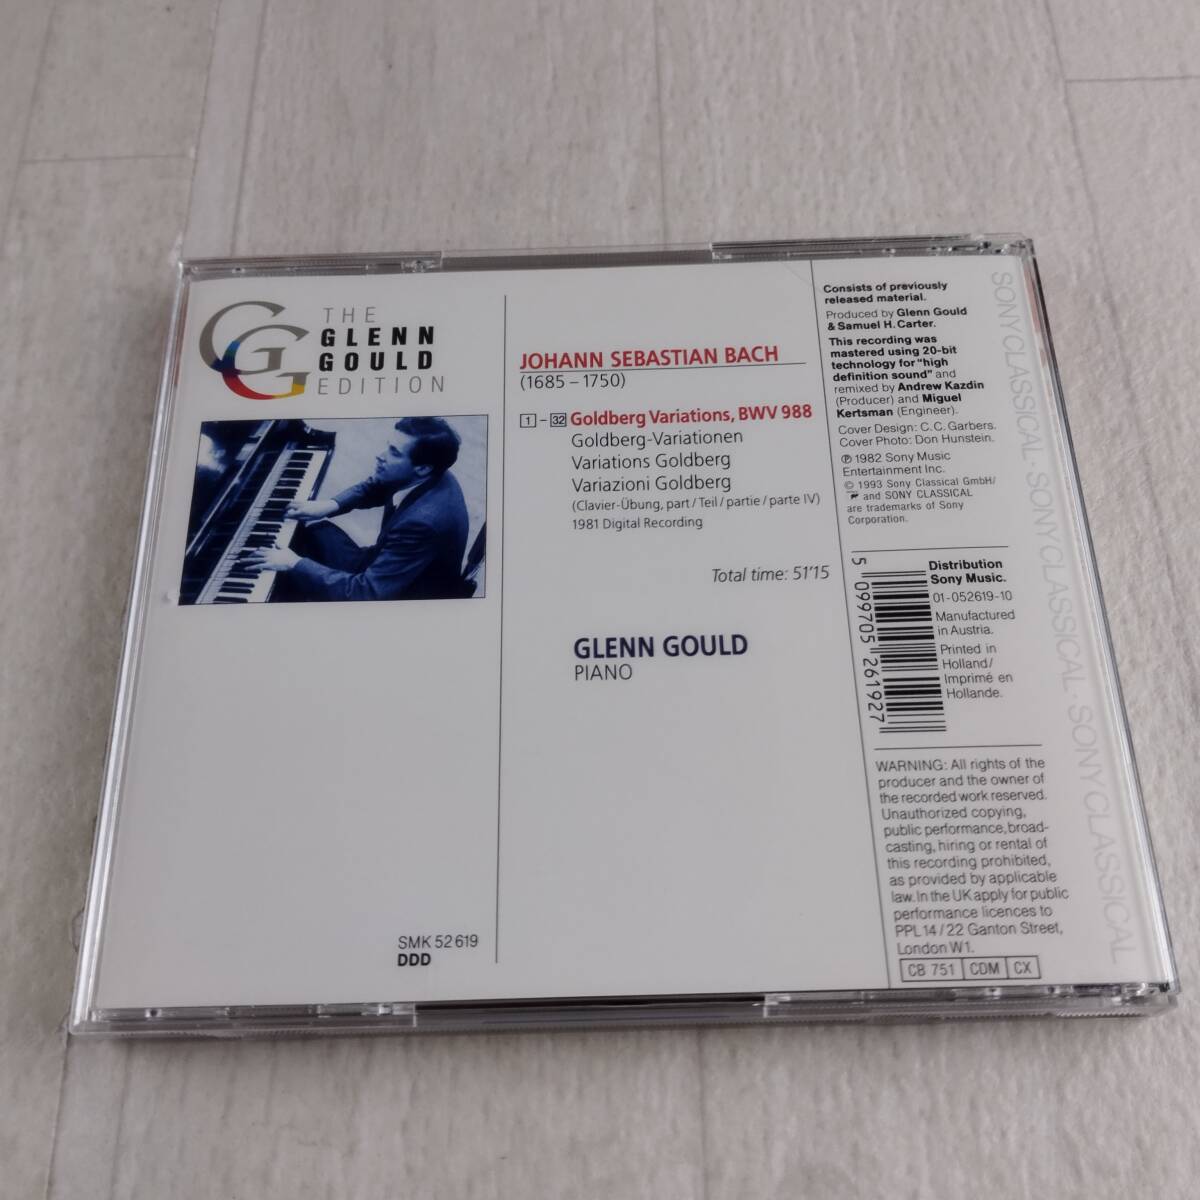 THE
GLENN
GOULD
EDITION
GG
JOHANN SEBASTIAN BACH
(1685 – 1750)
1 – 32 Goldberg Variations, BWV 988
Goldberg-Variationen
Variations Goldberg
Variazioni Goldberg
(Clavier-Übung, part / Teil / partie / parte IV)
1981 Digital Recording
Total time: 51'15
GLENN GOULD
PIANO
SMK 52 619
DDD
Consists of previously
released material.
Produced by Glenn Gould
& Samuel H. Carter.
This recording was
mastered using 20-bit
technology for "high
definition sound" and
remixed by Andrew Kazdin
(Producer) and Miguel
Kertsman (Engineer).
Cover Design: C.C. Garbers.
Cover Photo: Don Hunstein.
℗ 1982 Sony Music
Entertainment Inc.
© 1993 Sony Classical GmbH/
and SONY CLASSICAL
are trademarks of Sony
Corporation.
5 099705 261927
Distribution
Sony Music.
01-052619-10
Manufactured
in Austria.
Printed in
Holland/
Imprimé en
Hollande.
WARNING: All rights of the
producer and the owner of
the recorded work reserved.
Unauthorized copying,
public performance, broad-
casting, hiring or rental of
this recording prohibited,
as provided by applicable
law. In the UK apply for public
performance licences to
PPL 14 / 22 Ganton Street,
London W1.
CB 751 CDM CX
SONY CLASSICAL · SONY CLASSICAL · SONY CLASSICAL